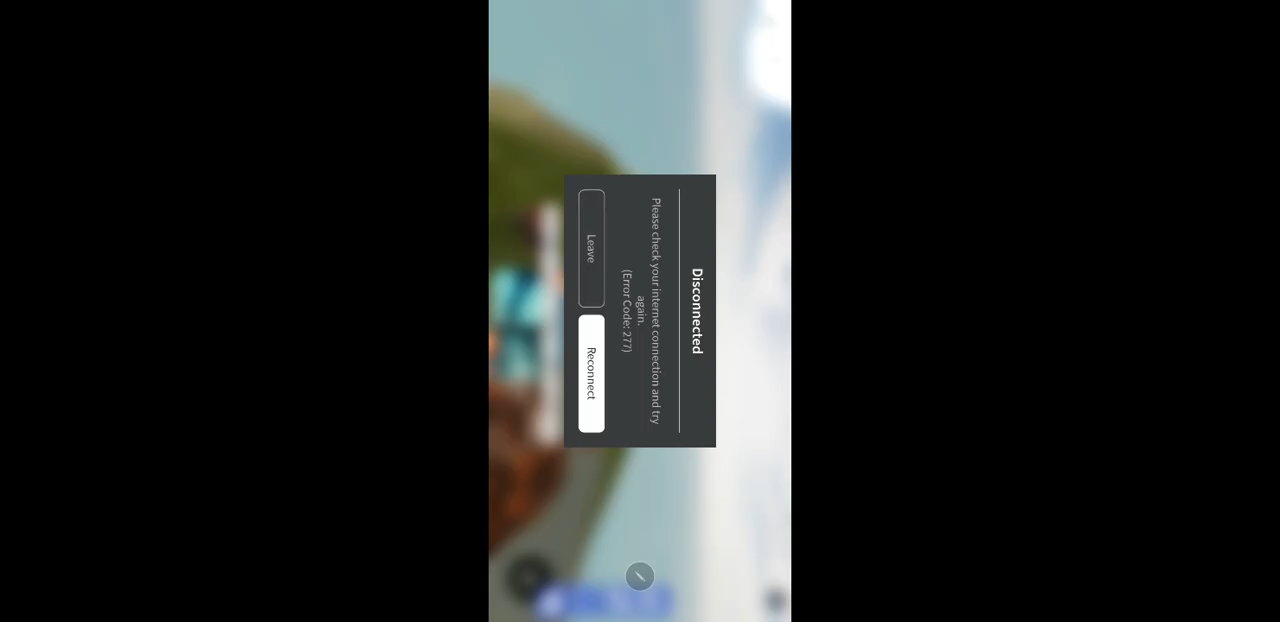 Disconnected
Please check your internet connection and try
again.
(Error Code: 277)
Leave
Reconnect